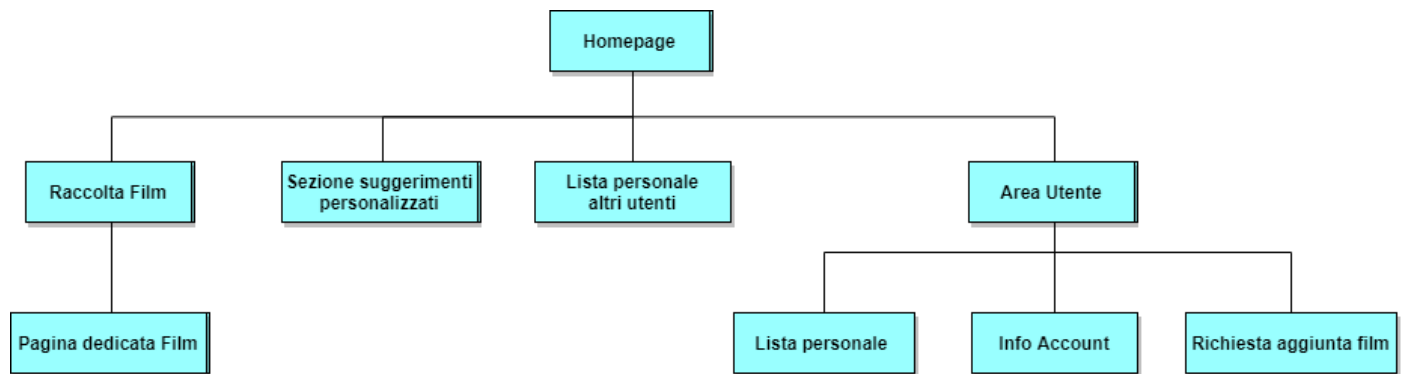 Homepage
Raccolta Film
Sezione suggerimenti
personalizzati
Lista personale
altri utenti
Area Utente
Pagina dedicata Film
Lista personale
Info Account
Richiesta aggiunta film